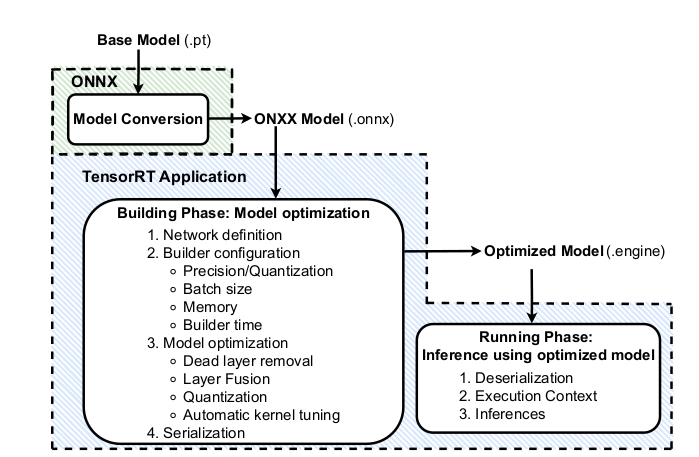 Base Model (.pt)
ONNX
Model Conversion
ONXX Model (.onnx)
TensorRT Application
Building Phase: Model optimization
1. Network definition
2. Builder configuration
Precision/Quantization
Batch size
Memory
Builder time
3. Model optimization
Dead layer removal
Layer Fusion
Quantization
Automatic kernel tuning
4. Serialization
Optimized Model (.engine)
Running Phase:
Inference using optimized model
1. Deserialization
2. Execution Context
3. Inferences